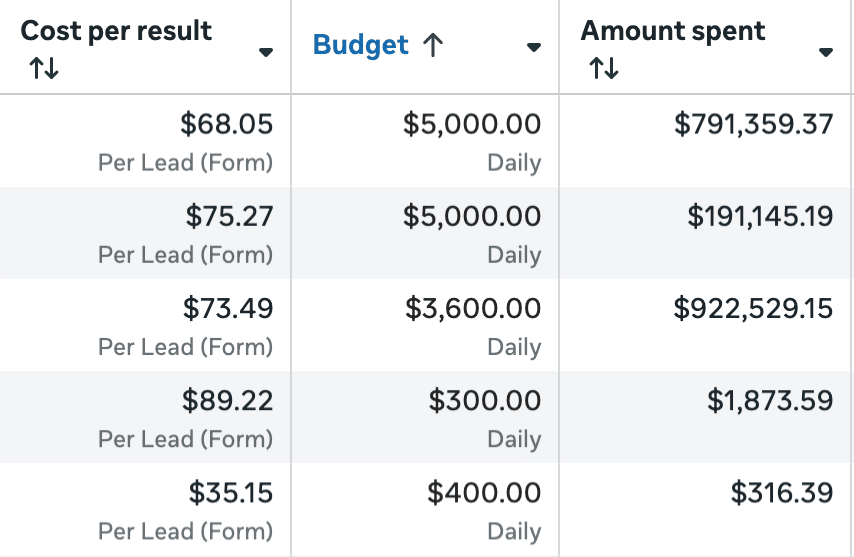 Cost per result
Budget ↑
Amount spent
↑↓
↑↓
$68.05 $5,000.00 $791,359.37
Per Lead (Form) Daily
$75.27 $5,000.00 $191,145.19
Per Lead (Form) Daily
$73.49 $3,600.00 $922,529.15
Per Lead (Form) Daily
$89.22 $300.00 $1,873.59
Per Lead (Form) Daily
$35.15 $400.00 $316.39
Per Lead (Form) Daily